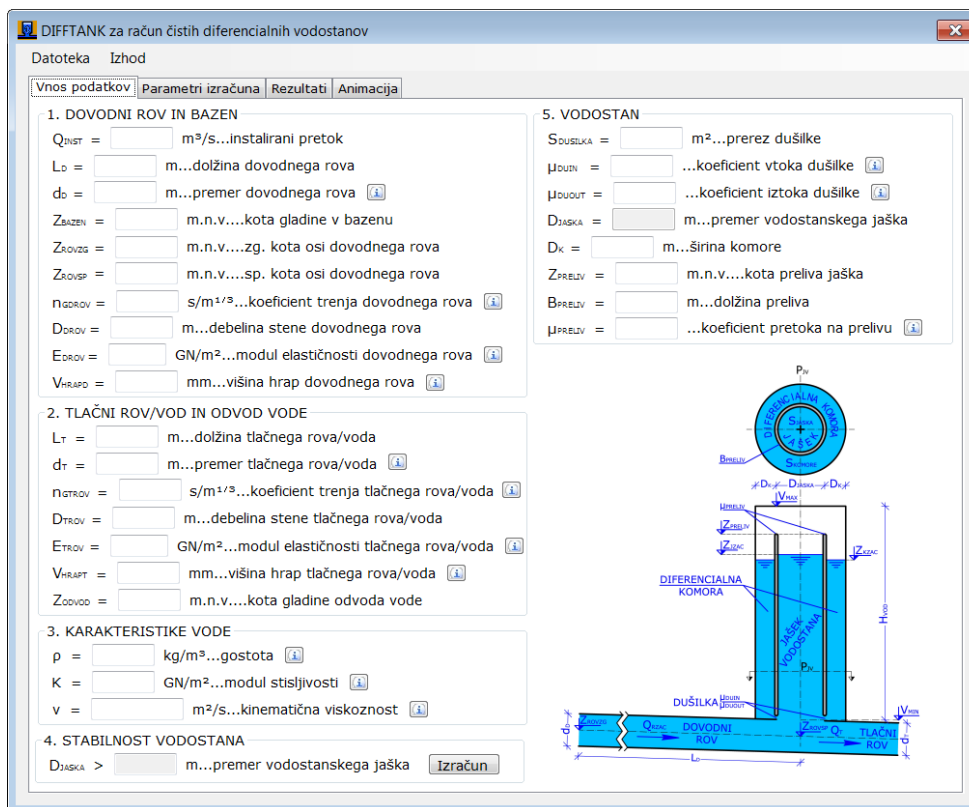 DIFFTANK za račun čistih diferencialnih vodostanov
Datoteka Izhod
Vnos podatkov Parametri izračuna Rezultati Animacija
1. DOVODNI ROV IN BAZEN
QINST = m³/s...instalirani pretok
LD = m...dolžina dovodnega rova
dD = m...premer dovodnega rova
ZBAZEN = m.n.v....kota gladine v bazenu
ZROVZG = m.n.v....zg. kota osi dovodnega rova
ZROVSP = m.n.v....sp. kota osi dovodnega rova
nGDROV = s/m¹/³...koeficient trenja dovodnega rova
DDROV = m...debelina stene dovodnega rova
EDROV = GN/m²...modul elastičnosti dovodnega rova
VHRAPD = mm...višina hrap dovodnega rova
2. TLAČNI ROV/VOD IN ODVOD VODE
LT = m...dolžina tlačnega rova/voda
dT = m...premer tlačnega rova/voda
nGTROV = s/m¹/³...koeficient trenja tlačnega rova/voda
DTROV = m...debelina stene tlačnega rova/voda
ETROV = GN/m²...modul elastičnosti tlačnega rova/voda
VHRAPT = mm...višina hrap tlačnega rova/voda
ZODVOD = m.n.v....kota gladine odvoda vode
3. KARAKTERISTIKE VODE
ρ = kg/m³...gostota
K = GN/m²...modul stisljivosti
ν = m²/s...kinematična viskoznost
4. STABILNOST VODOSTANA
DJASKA > m...premer vodostanskega jaška Izračun
5. VODOSTAN
SDUSILKA = m²...prerez dušilke
μDUIN = ...koeficient vtoka dušilke
μDUOUT = ...koeficient iztoka dušilke
DJASKA = m...premer vodostanskega jaška
DK = m...širina komore
ZPRELIV = m.n.v....kota preliva jaška
BPRELIV = m...dolžina preliva
μPRELIV = ...koeficient pretoka na prelivu
PJV
DIFERENCIALNA
KOMORA
SJASKA
JAŠEK
BPRELIV
SKOMORE
DK DJASKA DK
VMAX
μPRELIV
ZPRELIV
ZJZAC
ZKZAC
DIFERENCIALNA
KOMORA
HVOD
JAŠEK
VODOSTANA
PJV
DUŠILKA μDUIN
μDUOUT
VMIN
dD ZROVZG QRZAC DOVODNI
ROV
ZROVSP QT TLAČNI
ROV
dT
LD